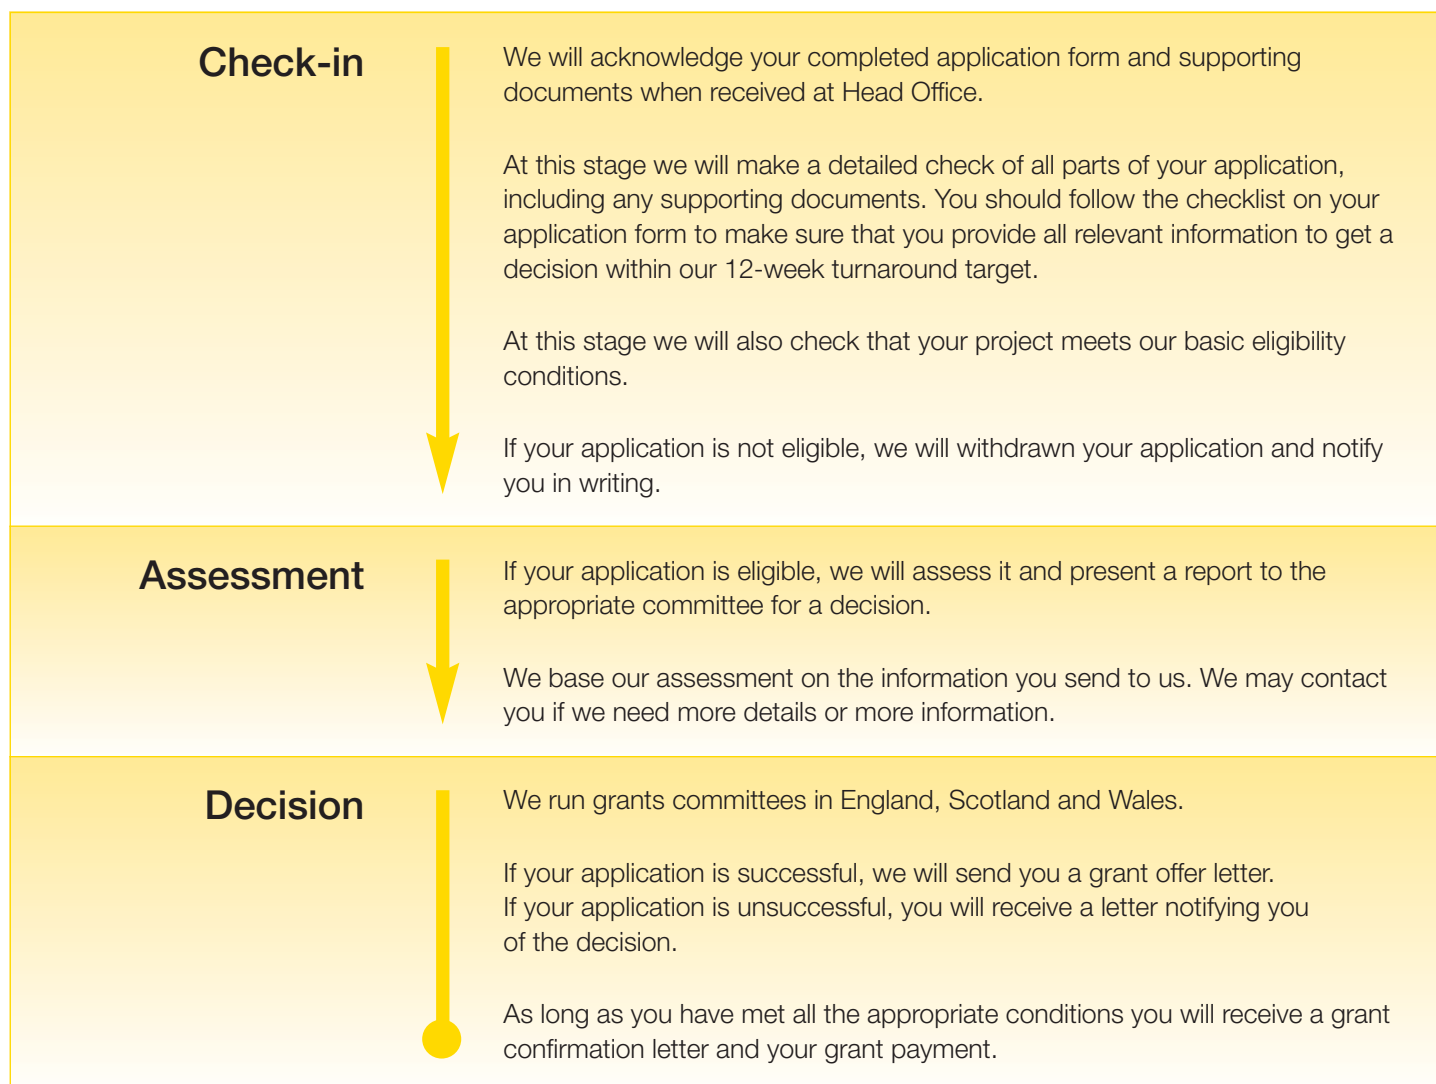 Check-in
We will acknowledge your completed application form and supporting
documents when received at Head Office.
At this stage we will make a detailed check of all parts of your application,
including any supporting documents. You should follow the checklist on your
application form to make sure that you provide all relevant information to get a
decision within our 12-week turnaround target.
At this stage we will also check that your project meets our basic eligibility
conditions.
If your application is not eligible, we will withdrawn your application and notify
you in writing.
Assessment
If your application is eligible, we will assess it and present a report to the
appropriate committee for a decision.
We base our assessment on the information you send to us. We may contact
you if we need more details or more information.
Decision
We run grants committees in England, Scotland and Wales.
If your application is successful, we will send you a grant offer letter.
If your application is unsuccessful, you will receive a letter notifying you
of the decision.
As long as you have met all the appropriate conditions you will receive a grant
confirmation letter and your grant payment.